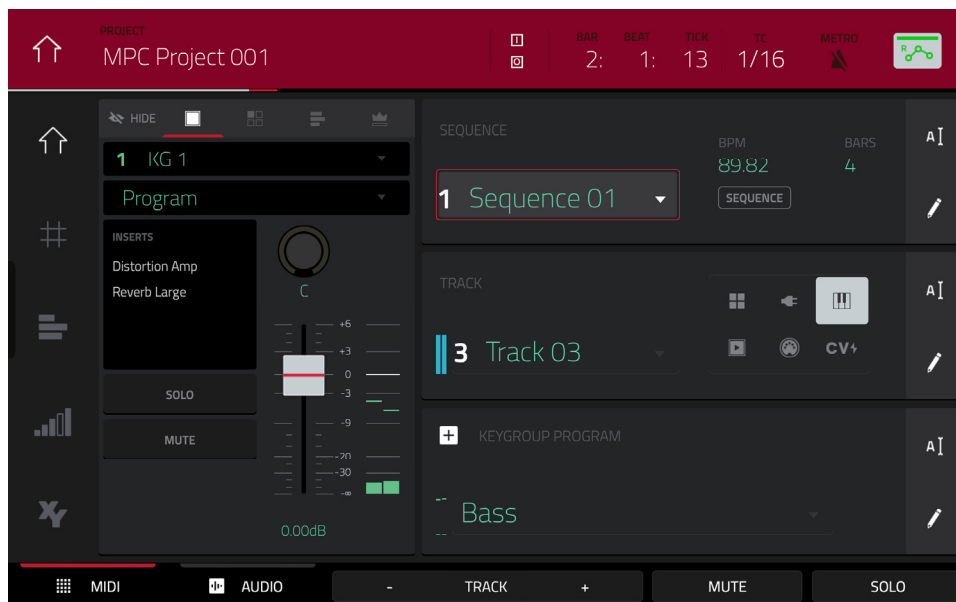 PROJECT
MPC Project 001
BAR BEAT TICK TC METRO
2: 1: 13 1/16
R
HIDE
1 KG 1
Program
INSERTS
Distortion Amp
Reverb Large
SOLO
MUTE
C
+6
+3
0
-3
-9
-20
-30
-∞
0.00dB
SEQUENCE
1 Sequence 01
BPM
89.82
BARS
4
SEQUENCE
A
TRACK
3 Track 03
CV
A
KEYGROUP PROGRAM
Bass
A
XY
MIDI AUDIO - TRACK + MUTE SOLO